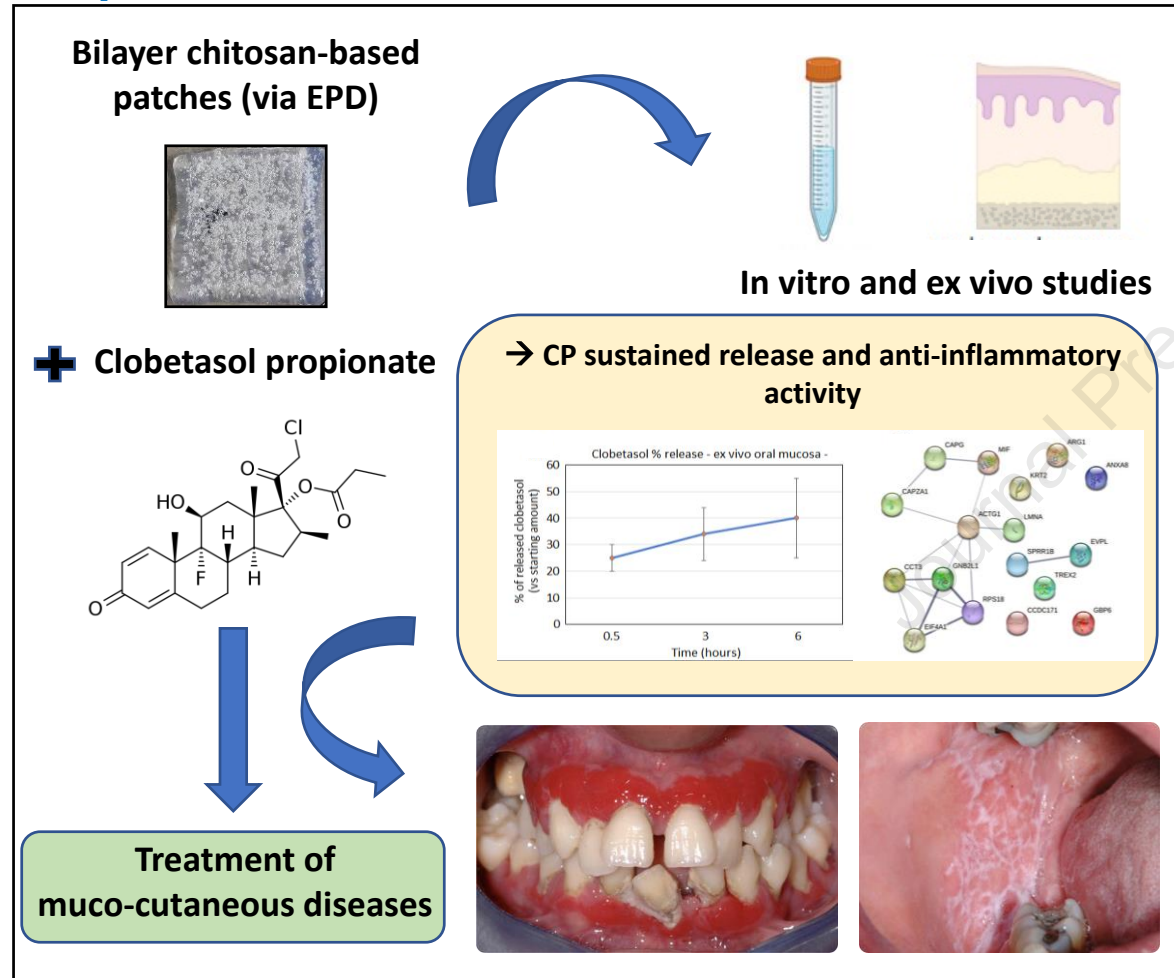 Bilayer chitosan-based
patches (via EPD)
In vitro and ex vivo studies
Clobetasol propionate
→ CP sustained release and anti-inflammatory
activity
Cl
O
O
HO
O
H
F
H
H
O
Clobetasol % release - ex vivo oral mucosa -
% of released clobetasol
(vs starting amount)
60
50
40
30
20
10
0
0.5 3 6
Time (hours)
CAPG
MIF
ARG1
KRT2
ANXA8
CAPZA1
ACTG1
LMNA
SPRR1B
EVPL
CCT3
GNB2L1
TREX2
RPS18
CCDC171
GBP6
EIF4A1
Journal Pre
Treatment of
muco-cutaneous diseases